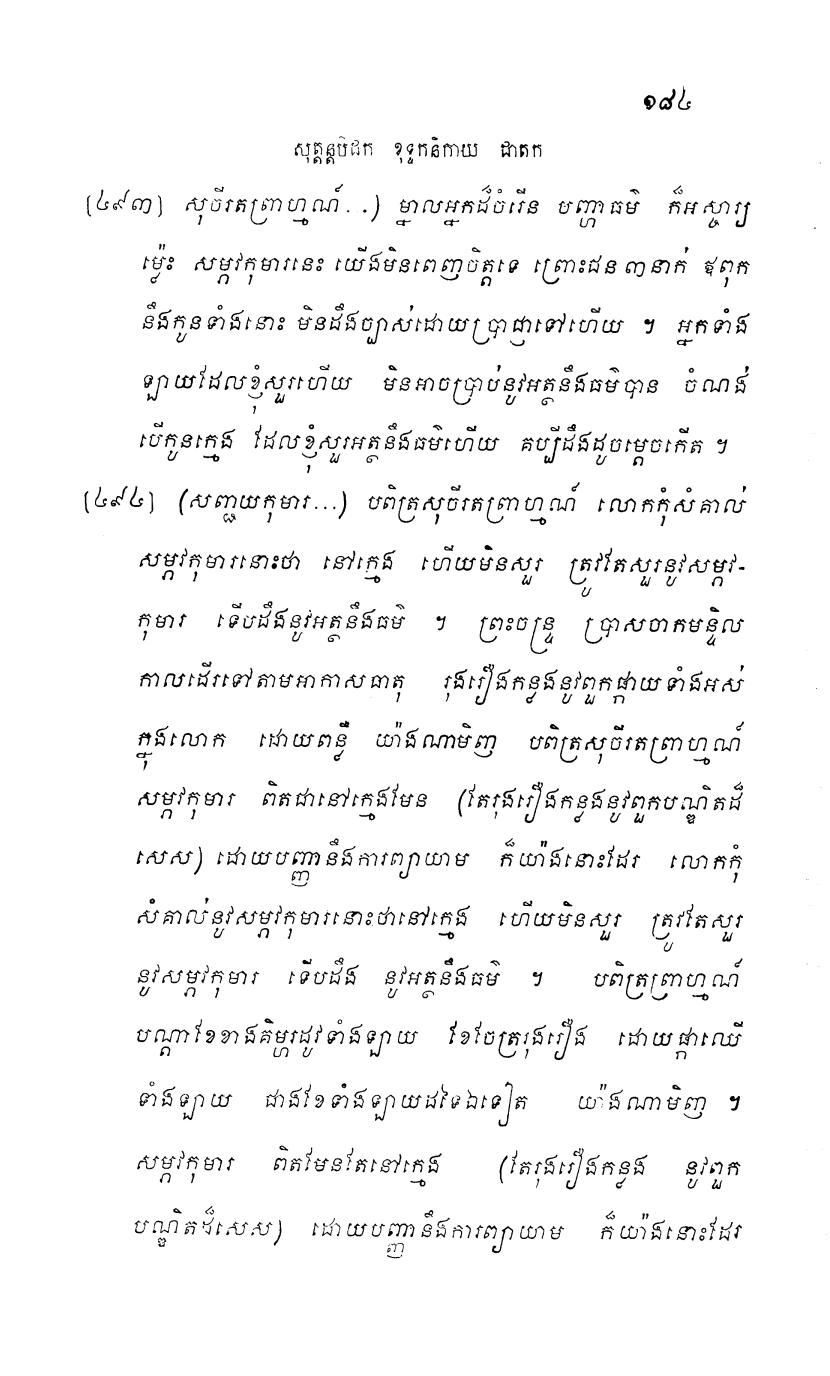 ១៨៤
សុត្តន្តបិដក ខុទ្ទកនិកាយ ជាតក
[៤៩៣] សុចីរតព្រាហ្មណ៍...) ម្នាលអ្នកដ៏ចំរើន បញ្ហាធម៌ ក៏អស្ចារ្យ
ម្ល៉េះ សម្ភវកុមារនេះ យើងមិនពេញចិត្តទេ ព្រោះជន ៣ នាក់ ឪពុក
នឹងកូនទាំងនោះ មិនដឹងច្បាស់ដោយប្រាជ្ញាទៅហើយ ។ អ្នកទាំង
ឡាយដែលខ្ញុំសួរហើយ មិនអាចប្រាប់នូវអត្ថនឹងធម៌បាន ចំណង់
បើកូនក្មេង ដែលខ្ញុំសួរអត្ថនឹងធម៌ហើយ គប្បីដឹងដូចម្តេចកើត ។
[៤៩៤] (សញ្ជយកុមារ...) បពិត្រសុចីរតព្រាហ្មណ៍ លោកកុំសំគាល់
សម្ភវកុមារនោះថា នៅក្មេង ហើយមិនសួរ ត្រូវតែសួរនូវសម្ភវ-
កុមារ ទើបដឹងនូវអត្ថនឹងធម៌ ។ ព្រះចន្ទ្រ ប្រាសចាកមន្ទិល
កាលដើរទៅតាមអាកាសធាតុ រុងរឿងកន្លងនូវពួកផ្កាយទាំងអស់
ក្នុងលោក ដោយពន្លឺ យ៉ាងណាមិញ បពិត្រសុចីរតព្រាហ្មណ៍
សម្ភវកុមារ ពិតជានៅក្មេងមែន (តែរុងរឿងកន្លងនូវពួកបណ្ឌិតដ៏
សេស) ដោយបញ្ញានឹងការព្យាយាម ក៏យ៉ាងនោះដែរ លោកកុំ
សំគាល់នូវសម្ភវកុមារនោះថានៅក្មេង ហើយមិនសួរ ត្រូវតែសួរ
នូវសម្ភវកុមារ ទើបដឹង នូវអត្ថនឹងធម៌ ។ បពិត្រព្រាហ្មណ៍
បណ្តាខែខាងគិម្ហរដូវទាំងឡាយ ខែចែត្ររុងរឿង ដោយផ្កាឈើ
ទាំងឡាយ ជាងខែទាំងឡាយដទៃឯទៀត យ៉ាងណាមិញ ។
សម្ភវកុមារ ពិតមែនតែនៅក្មេង (តែរុងរឿងកន្លង នូវពួក
បណ្ឌិតដ៏សេស) ដោយបញ្ញានឹងការព្យាយាម ក៏យ៉ាងនោះដែរ